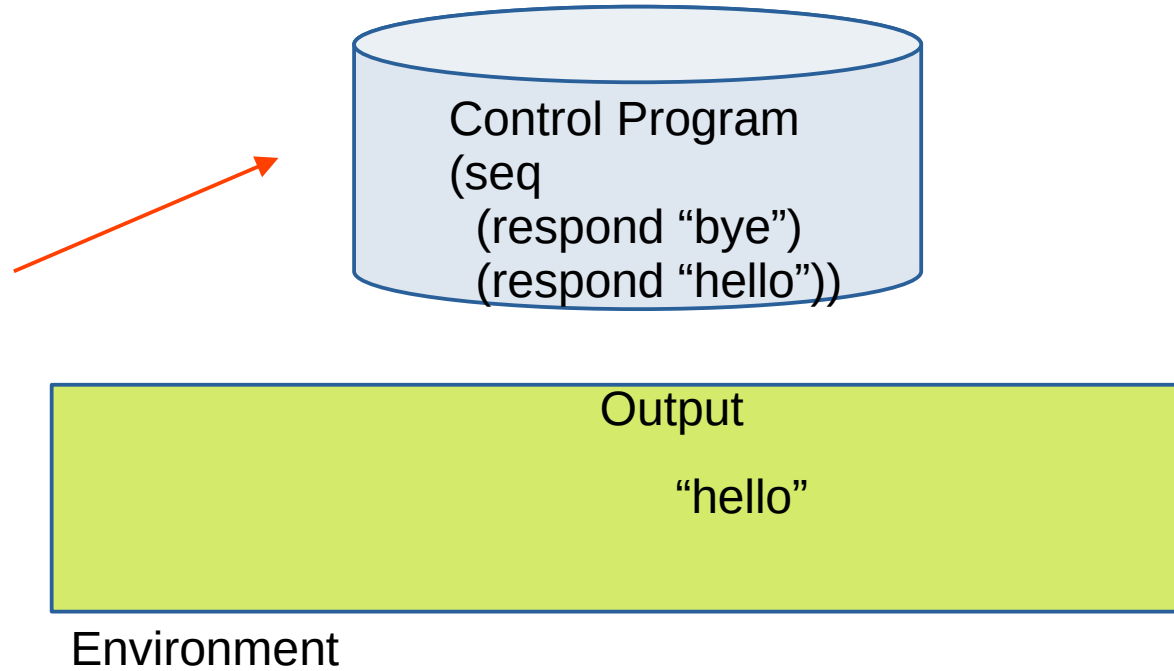 Control Program
(seq
(respond “bye”)
(respond “hello”))
Output
“hello”
Environment